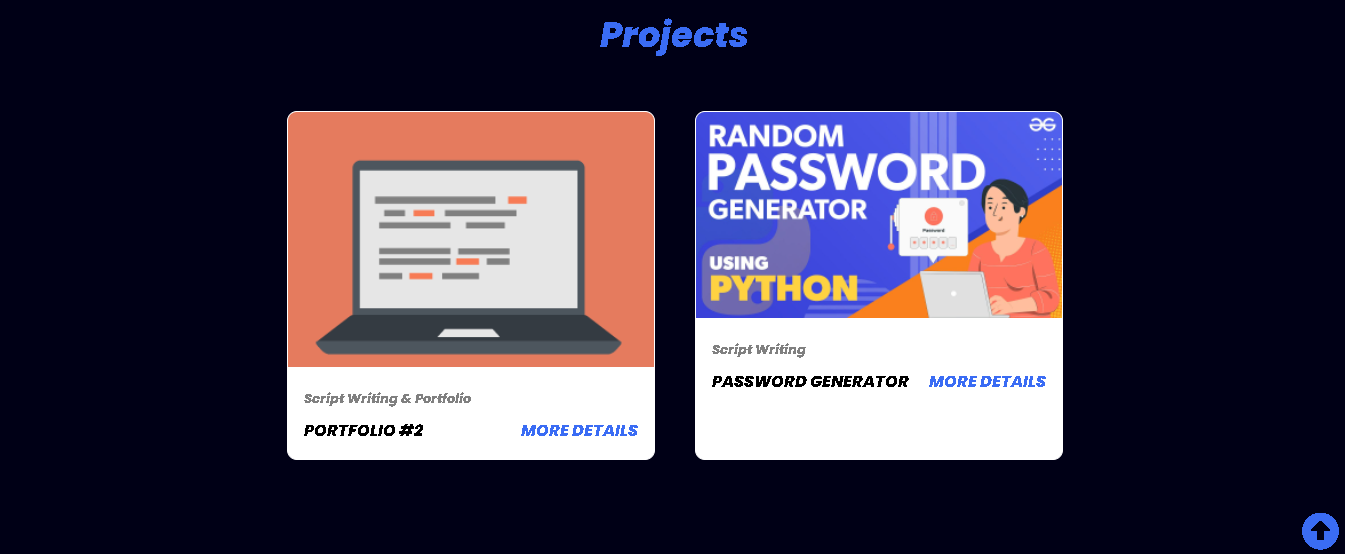 Projects
RANDOM
PASSWORD
GENERATOR
Password
USING
PYTHON
Script Writing & Portfolio
PORTFOLIO #2 MORE DETAILS
Script Writing
PASSWORD GENERATOR MORE DETAILS